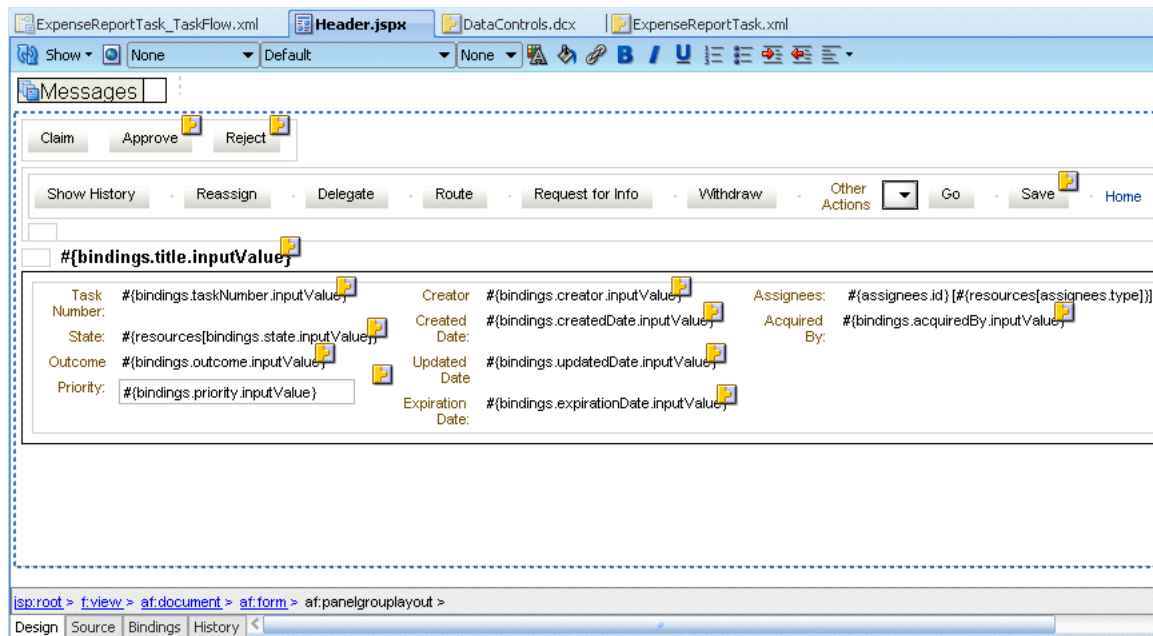 ExpenseReportTask_TaskFlow.xml Header.jspx DataControls.dcx ExpenseReportTask.xml
Show None Default None B I U
Messages
Claim Approve Reject
Show History Reassign Delegate Route Request for Info Withdraw Other Actions Go Save Home
#{bindings.title.inputValue}
Task Number: #{bindings.taskNumber.inputValue} Creator #{bindings.creator.inputValue} Assignees: #{assignees.id} [#{resources[assignees.type]}]
Created Date: #{bindings.createdDate.inputValue} Acquired By: #{bindings.acquiredBy.inputValue}
State: #{resources[bindings.state.inputValue]}
Outcome #{bindings.outcome.inputValue} Updated Date #{bindings.updatedDate.inputValue}
Priority: #{bindings.priority.inputValue}
Expiration Date: #{bindings.expirationDate.inputValue}
jsp:root > f:view > af:document > af:form > af:panelgrouplayout >
Design Source Bindings History